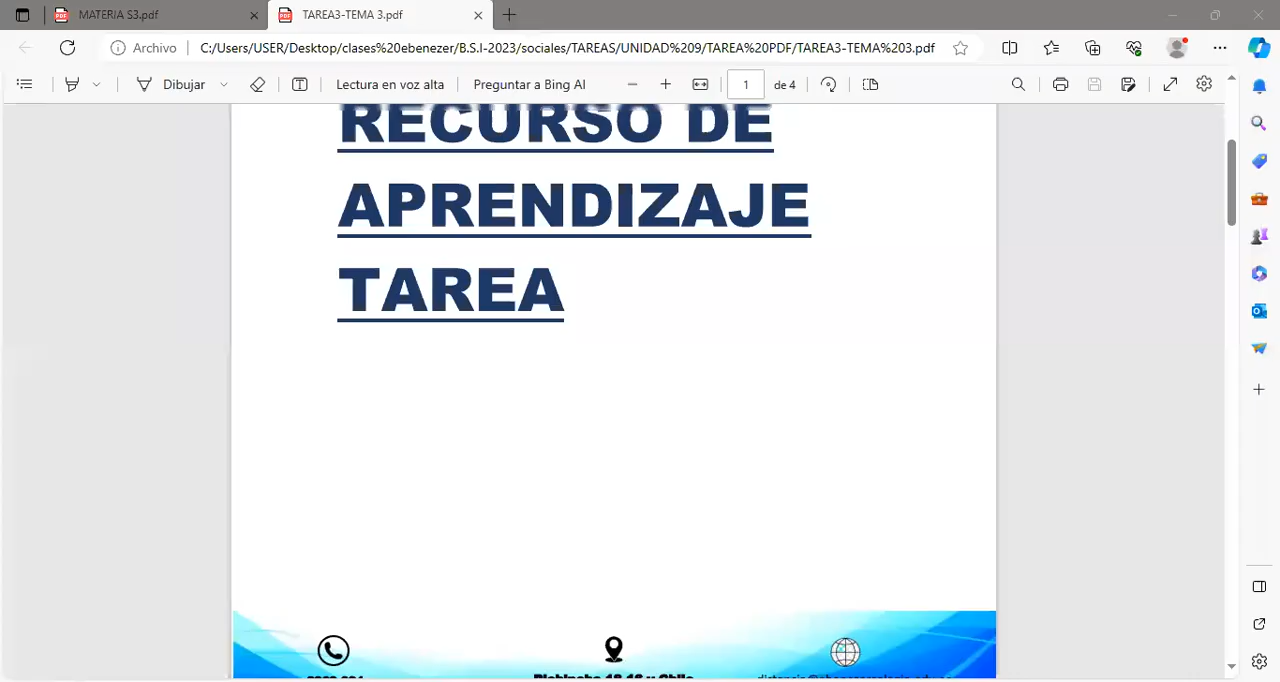 MATERIA S3.pdf
TAREA3-TEMA 3.pdf
Archivo
C:/Users/USER/Desktop/clases%20ebenezer/B.S.I-2023/sociales/TAREAS/UNIDAD%209/TAREA%20PDF/TAREA3-TEMA%203.pdf
Dibujar
Lectura en voz alta
Preguntar a Bing AI
1
de 4
RECURSO DE
APRENDIZAJE
TAREA